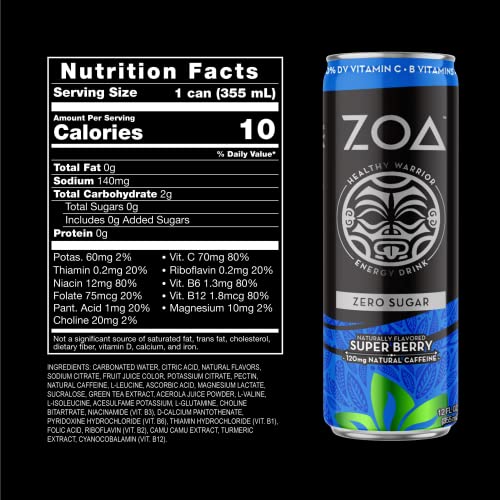 Nutrition Facts
Serving Size 1 can (355 mL)
Amount Per Serving
Calories 10
% Daily Value*
Total Fat 0g
Sodium 140mg
Total Carbohydrate 2g
Total Sugars 0g
Includes 0g Added Sugars
Protein 0g
Potas. 60mg 2% • Vit. C 70mg 80%
Thiamin 0.2mg 20% • Riboflavin 0.2mg 20%
Niacin 12mg 80% • Vit. B6 1.3mg 80%
Folate 75mcg 20% • Vit. B12 1.8mcg 80%
Pant. Acid 1mg 20% • Magnesium 10mg 2%
Choline 20mg 2%
Not a significant source of saturated fat, trans fat, cholesterol,
dietary fiber, vitamin D, calcium, and iron.
INGREDIENTS: CARBONATED WATER, CITRIC ACID, NATURAL FLAVORS,
SODIUM CITRATE, FRUIT JUICE COLOR, POTASSIUM CITRATE, PECTIN,
NATURAL CAFFEINE, L-LEUCINE, ASCORBIC ACID, MAGNESIUM LACTATE,
SUCRALOSE, GREEN TEA EXTRACT, ACEROLA JUICE POWDER, L-VALINE,
L-ISOLEUCINE, ACESULFAME POTASSIUM, L-GLUTAMINE, CHOLINE
BITARTRATE, NIACINAMIDE (VIT. B3), D-CALCIUM PANTOTHENATE,
PYRIDOXINE HYDROCHLORIDE (VIT. B6), THIAMIN HYDROCHLORIDE (VIT. B1),
FOLIC ACID, RIBOFLAVIN (VIT. B2), CAMU CAMU EXTRACT, TURMERIC
EXTRACT, CYANOCOBALAMIN (VIT. B12).
% DV VITAMIN C • B VITAMINS
ZOA
HEALTHY WARRIOR
ENERGY DRINK
ZERO SUGAR
NATURALLY FLAVORED
SUPER BERRY
120mg NATURAL CAFFEINE
12 FL O